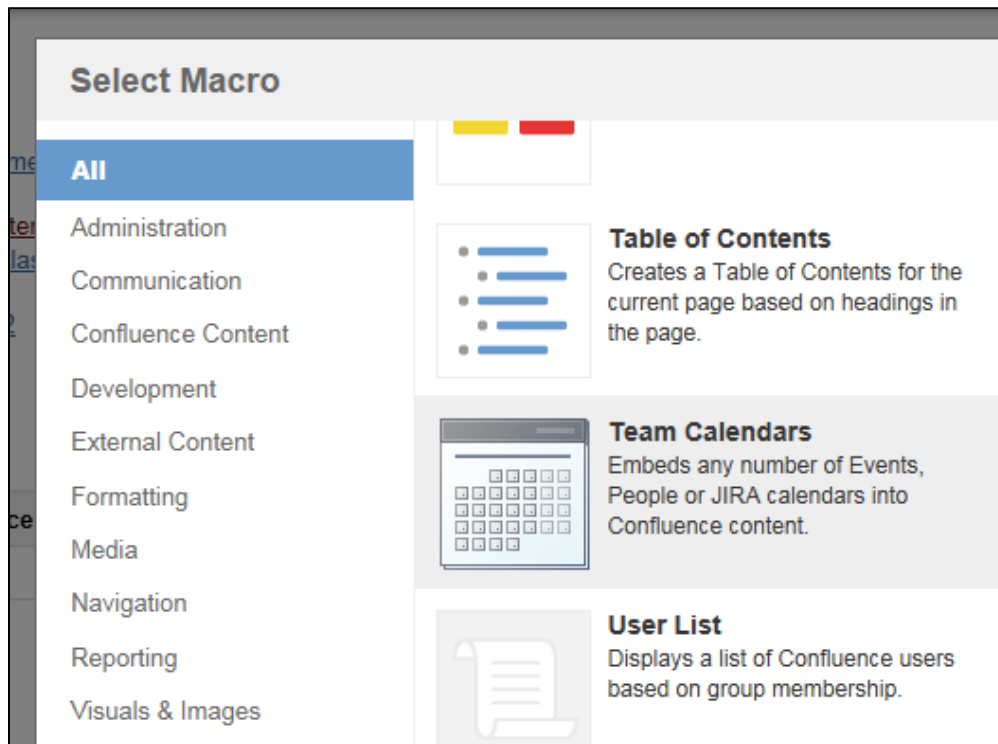 Select Macro
All
Administration
Communication
Confluence Content
Development
External Content
Formatting
Media
Navigation
Reporting
Visuals & Images
Table of Contents
Creates a Table of Contents for the
current page based on headings in
the page.
Team Calendars
Embeds any number of Events,
People or JIRA calendars into
Confluence content.
User List
Displays a list of Confluence users
based on group membership.